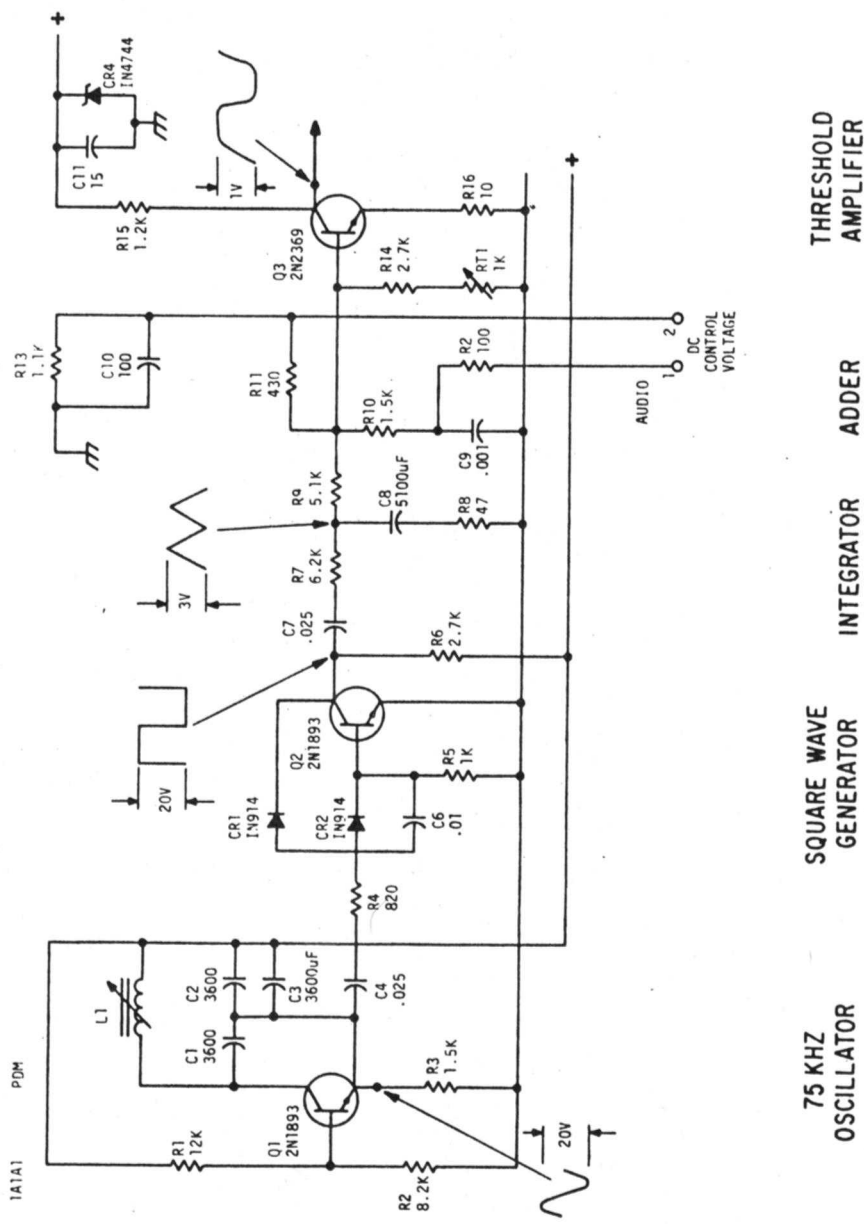 1A1A1 PDM
L1
C1
3600
C2
3600
C3
3600uF
C4
.025
R1
12K
Q1
2N1893
R2
8.2K
R3
1.5K
20V
R4
820
CR1
IN914
CR2
IN914
C6
.01
R5
1K
Q2
2N1893
20V
R6
2.7K
C7
.025
R7
6.2K
3V
R9
5.1K
C8
5100uF
R8
47
R10
1.5K
C9
.001
R11
430
R13
C10
100
R2
100
AUDIO
1
2
DC
CONTROL
VOLTAGE
Q3
2N2369
R14
2.7K
RT1
1K
R15
1.2K
R16
10
C11
15
CR4
IN4744
+
1V
+
75 KHZ
OSCILLATOR
SQUARE WAVE
GENERATOR
INTEGRATOR
ADDER
THRESHOLD
AMPLIFIER